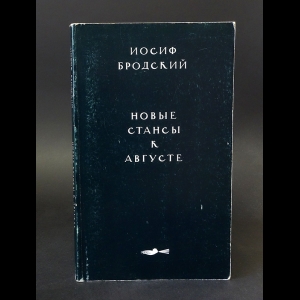 ИОСИФ
БРОДСКИЙ
НОВЫЕ
СТАНСЫ
К
АВГУСТЕ